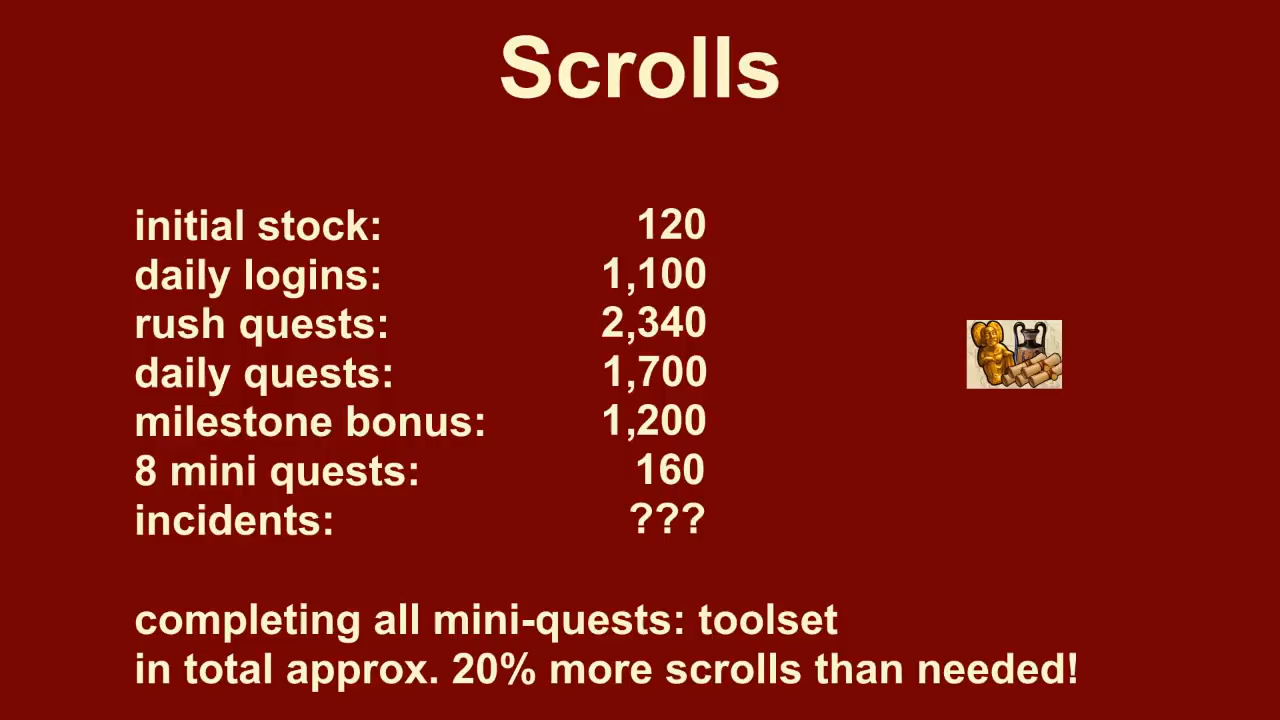 Scrolls
initial stock: 120
daily logins: 1,100
rush quests: 2,340
daily quests: 1,700
milestone bonus: 1,200
8 mini quests: 160
incidents: ???
completing all mini-quests: toolset
in total approx. 20% more scrolls than needed!